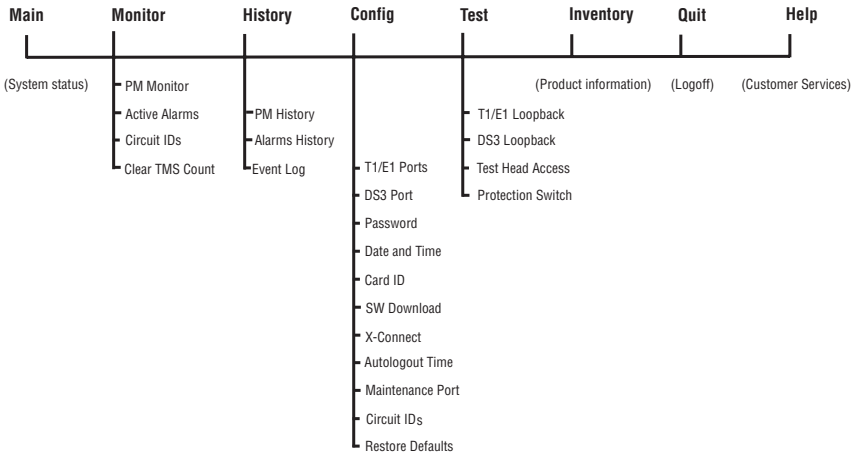 Main Monitor History Config Test Inventory Quit Help
(System status) PM Monitor (Product information) (Logoff) (Customer Services)
Active Alarms PM History T1/E1 Loopback
Circuit IDs Alarms History DS3 Loopback
Clear TMS Count Event Log T1/E1 Ports Test Head Access
DS3 Port Protection Switch
Password
Date and Time
Card ID
SW Download
X-Connect
Autologout Time
Maintenance Port
Circuit IDs
Restore Defaults